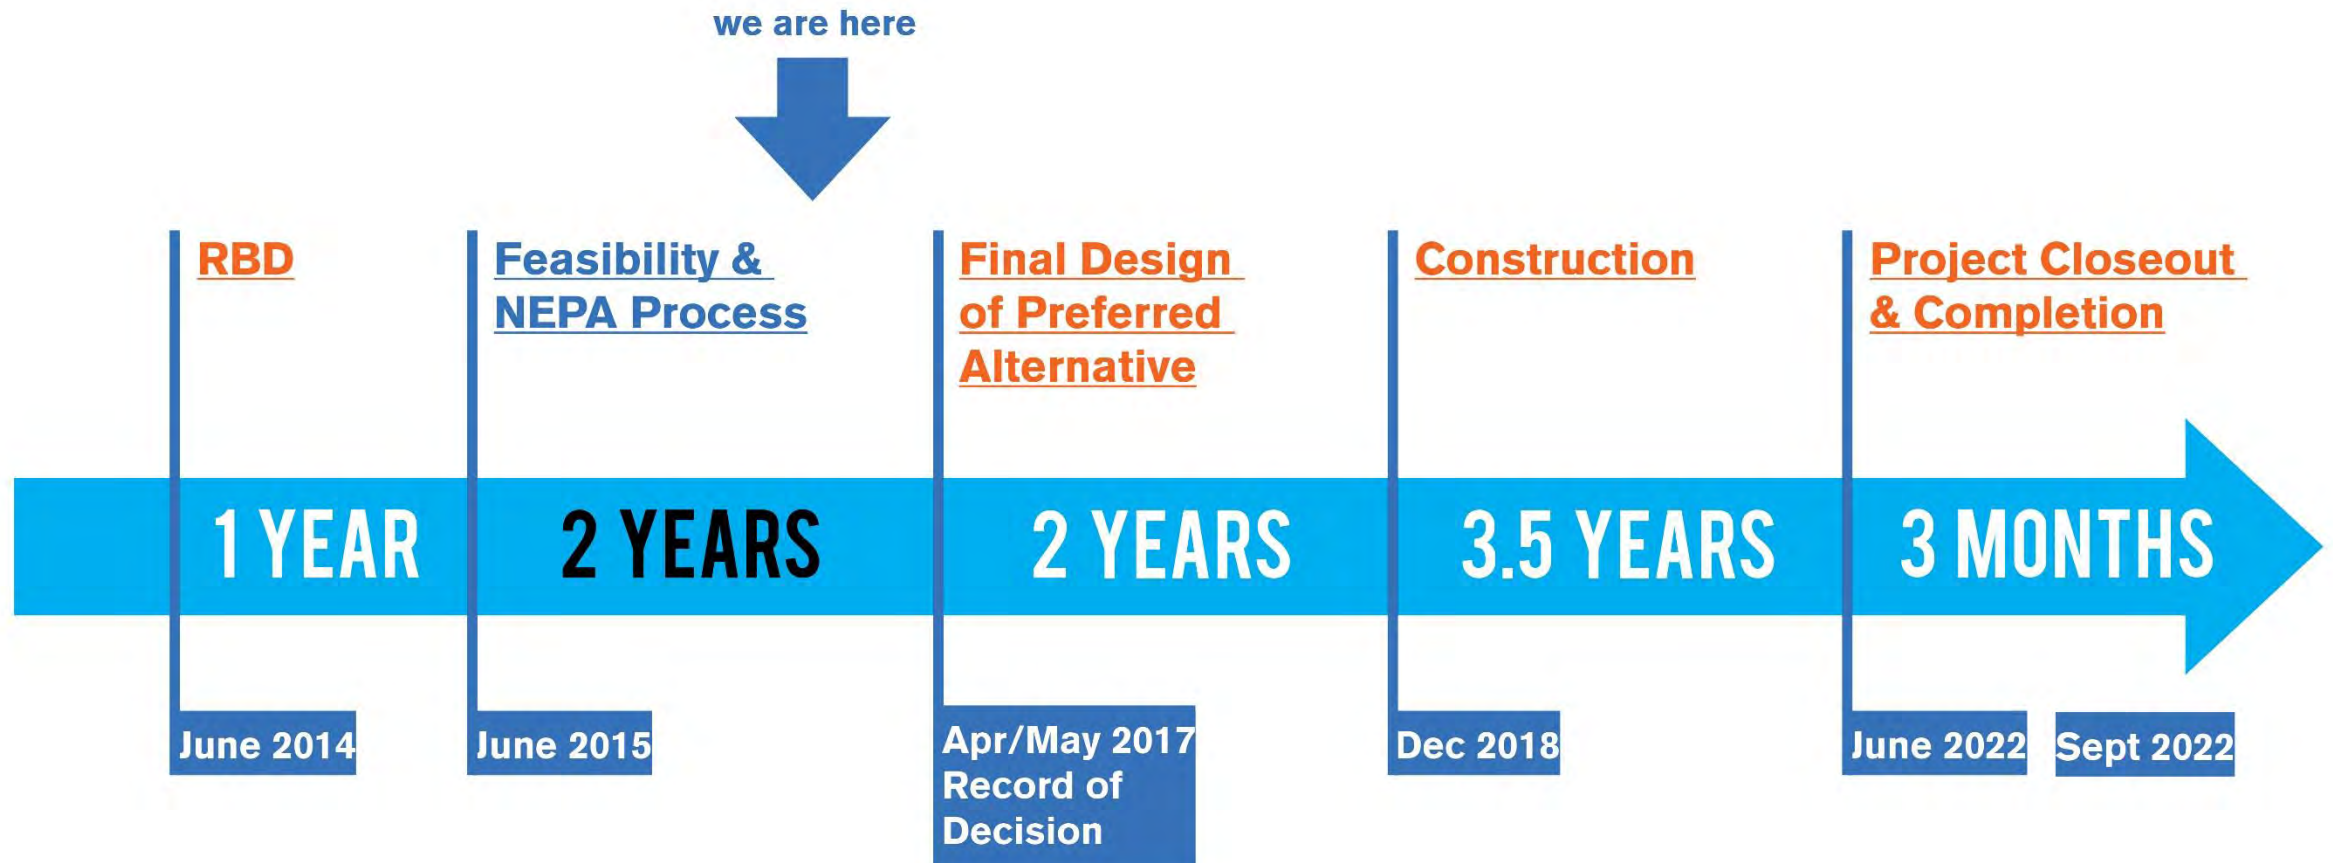 we are here
RBD
Feasibility &
NEPA Process
Final Design
of Preferred
Alternative
Construction
Project Closeout
& Completion
1 YEAR
2 YEARS
2 YEARS
3.5 YEARS
3 MONTHS
June 2014
June 2015
Apr/May 2017
Record of
Decision
Dec 2018
June 2022
Sept 2022